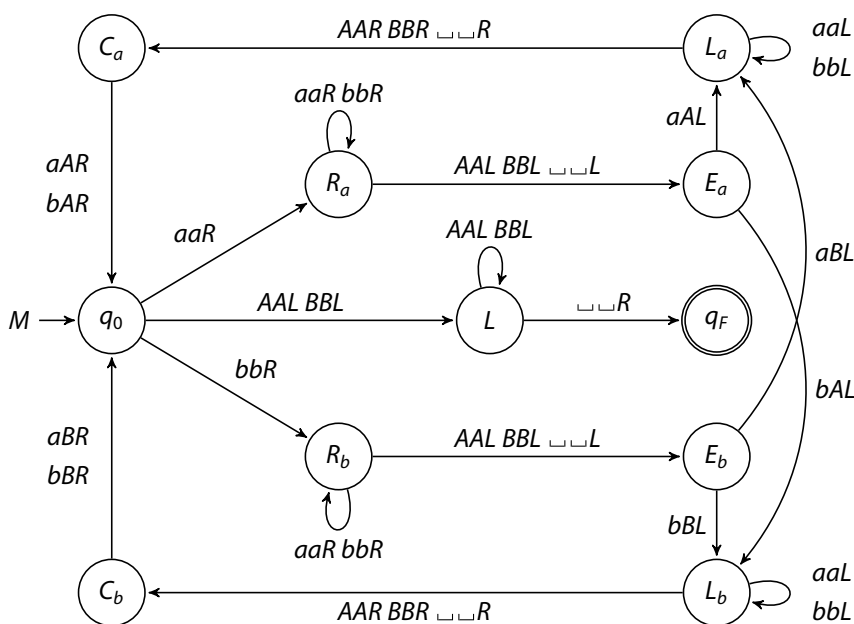 AAR BBR ␣ ␣R
C_a
L_a
aaL
bbL
aaR bbR
aAL
aAR
bAR
R_a
AAL BBL ␣ ␣L
E_a
aaR
AAL BBL
aBL
M
q_0
AAL BBL
L
␣ ␣R
q_F
bbR
bAL
aBR
bBR
R_b
AAL BBL ␣ ␣L
E_b
bBL
aaR bbR
C_b
L_b
aaL
bbL
AAR BBR ␣ ␣R